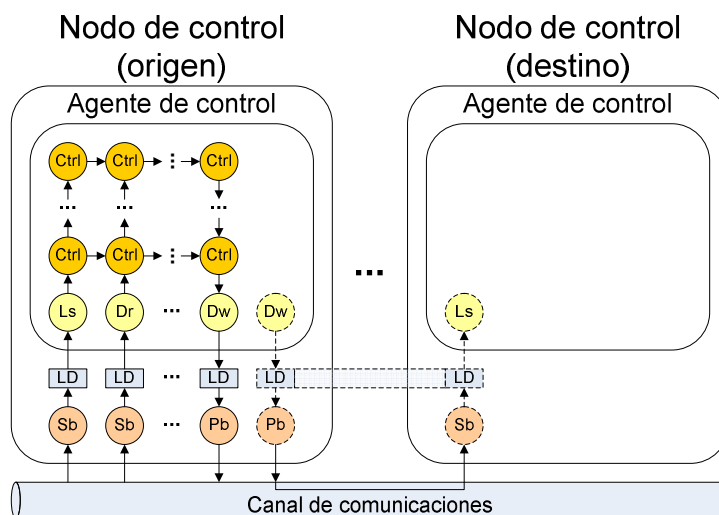 Nodo de control
(origen)
Nodo de control
(destino)
Agente de control
Agente de control
Ctrl Ctrl ... Ctrl
... ... ...
Ctrl Ctrl ... Ctrl
...
Ls Dr ... Dw Dw Ls
LD LD ... LD LD LD
Sb Sb ... Pb Pb Sb
Canal de comunicaciones